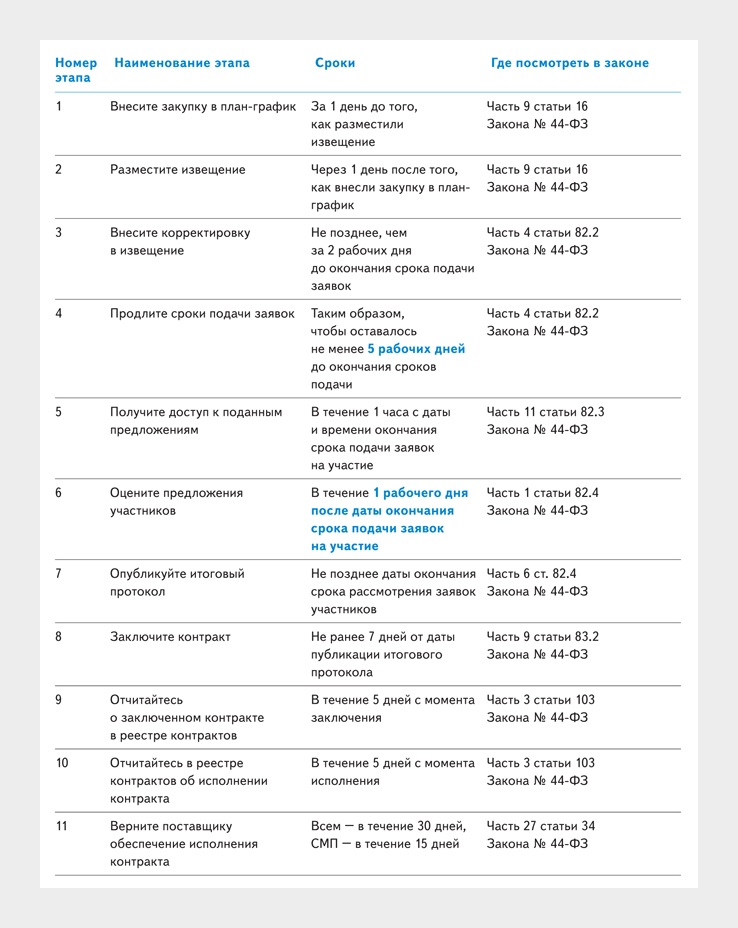 Номер этапа Наименование этапа Сроки Где посмотреть в законе
1 Внесите закупку в план-график За 1 день до того, Часть 9 статьи 16
как разместили Закона № 44-ФЗ
извещение
2 Разместите извещение Через 1 день после того, Часть 9 статьи 16
как внесли закупку в план- Закона № 44-ФЗ
график
3 Внесите корректировку Не позднее, чем Часть 4 статьи 82.2
в извещение за 2 рабочих дня Закона № 44-ФЗ
до окончания срока подачи
заявок
4 Продлите сроки подачи заявок Таким образом, Часть 4 статьи 82.2
чтобы оставалось Закона № 44-ФЗ
не менее 5 рабочих дней
до окончания сроков
подачи
5 Получите доступ к поданным В течение 1 часа с даты Часть 11 статьи 82.3
предложениям и времени окончания Закона № 44-ФЗ
срока подачи заявок
на участие
6 Оцените предложения В течение 1 рабочего дня Часть 1 статьи 82.4
участников после даты окончания Закона № 44-ФЗ
срока подачи заявок
на участие
7 Опубликуйте итоговый Не позднее даты окончания Часть 6 ст. 82.4
протокол срока рассмотрения заявок Закона № 44-ФЗ
участников
8 Заключите контракт Не ранее 7 дней от даты Часть 9 статьи 83.2
публикации итогового Закона № 44-ФЗ
протокола
9 Отчитайтесь В течение 5 дней с момента Часть 3 статьи 103
о заключенном контракте заключения Закона № 44-ФЗ
в реестре контрактов
10 Отчитайтесь в реестре В течение 5 дней с момента Часть 3 статьи 103
контрактов об исполнении исполнения Закона № 44-ФЗ
контракта
11 Верните поставщику Всем — в течение 30 дней, Часть 27 статьи 34
обеспечение исполнения СМП — в течение 15 дней Закона № 44-ФЗ
контракта